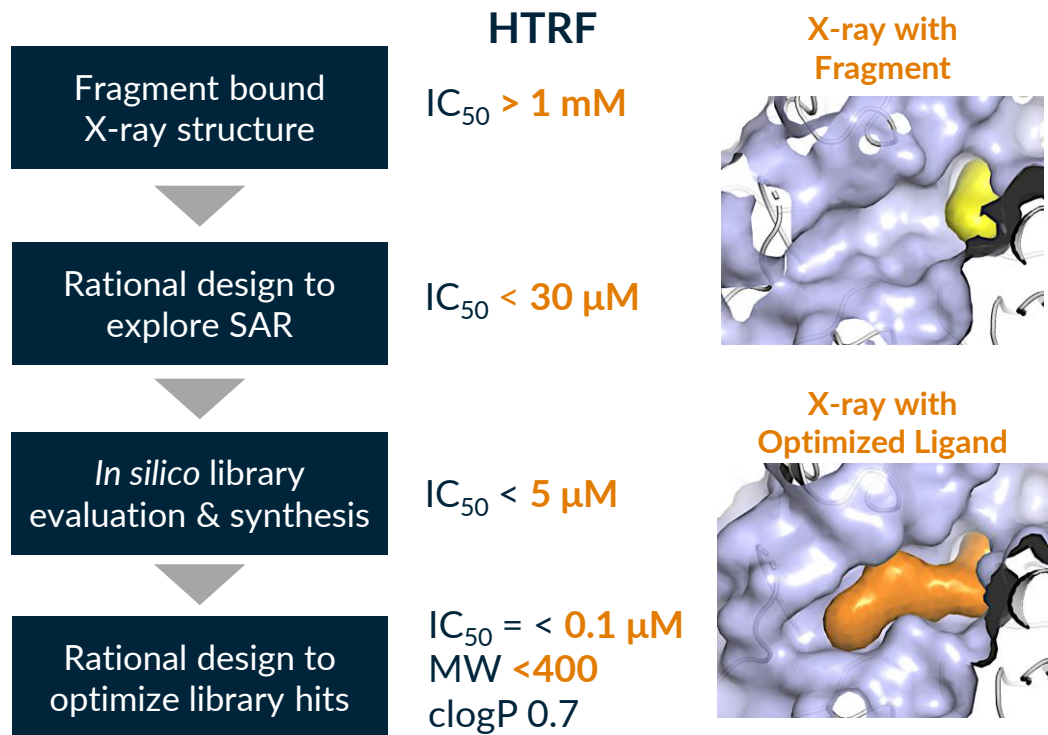 HTRF
Fragment bound
X-ray structure
IC₅₀ > 1 mM
Rational design to
explore SAR
IC₅₀ < 30 µM
In silico library
evaluation & synthesis
IC₅₀ < 5 µM
Rational design to
optimize library hits
IC₅₀ = < 0.1 µM
MW <400
clogP 0.7
X-ray with
Fragment
X-ray with
Optimized Ligand